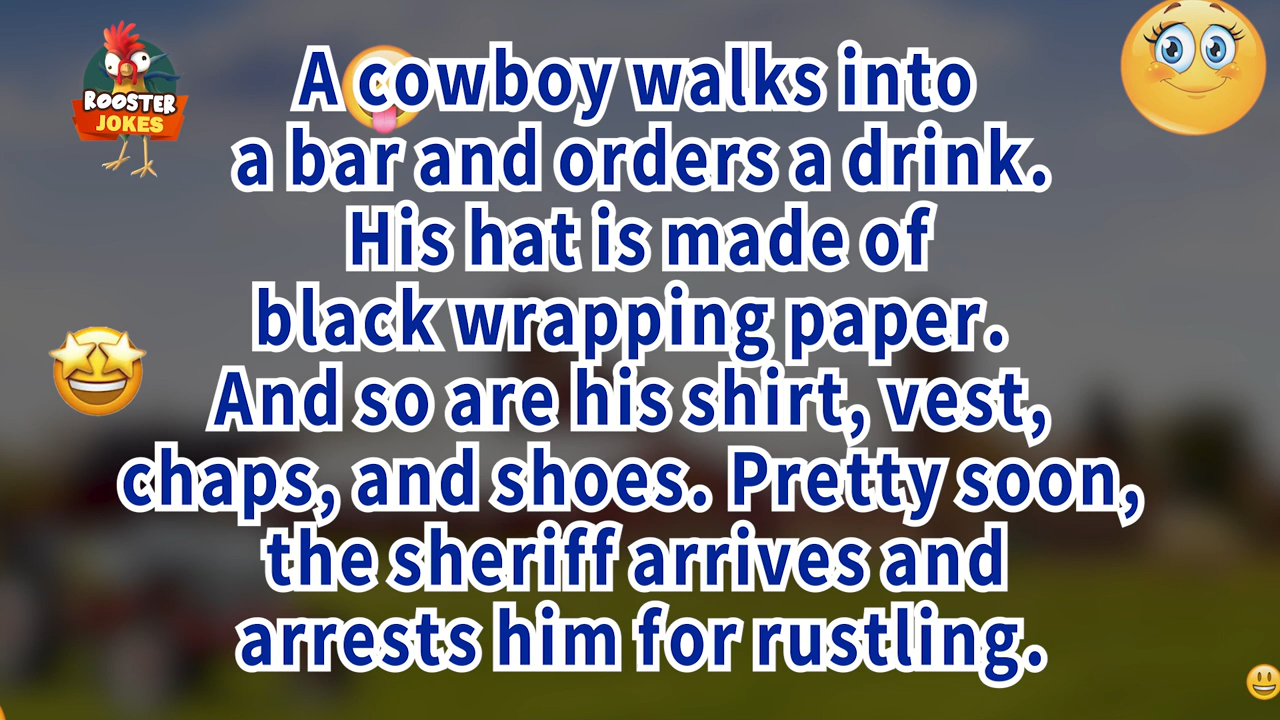 ROOSTER
JOKES
A cowboy walks into
a bar and orders a drink.
His hat is made of
black wrapping paper.
And so are his shirt, vest,
chaps, and shoes. Pretty soon,
the sheriff arrives and
arrests him for rustling.